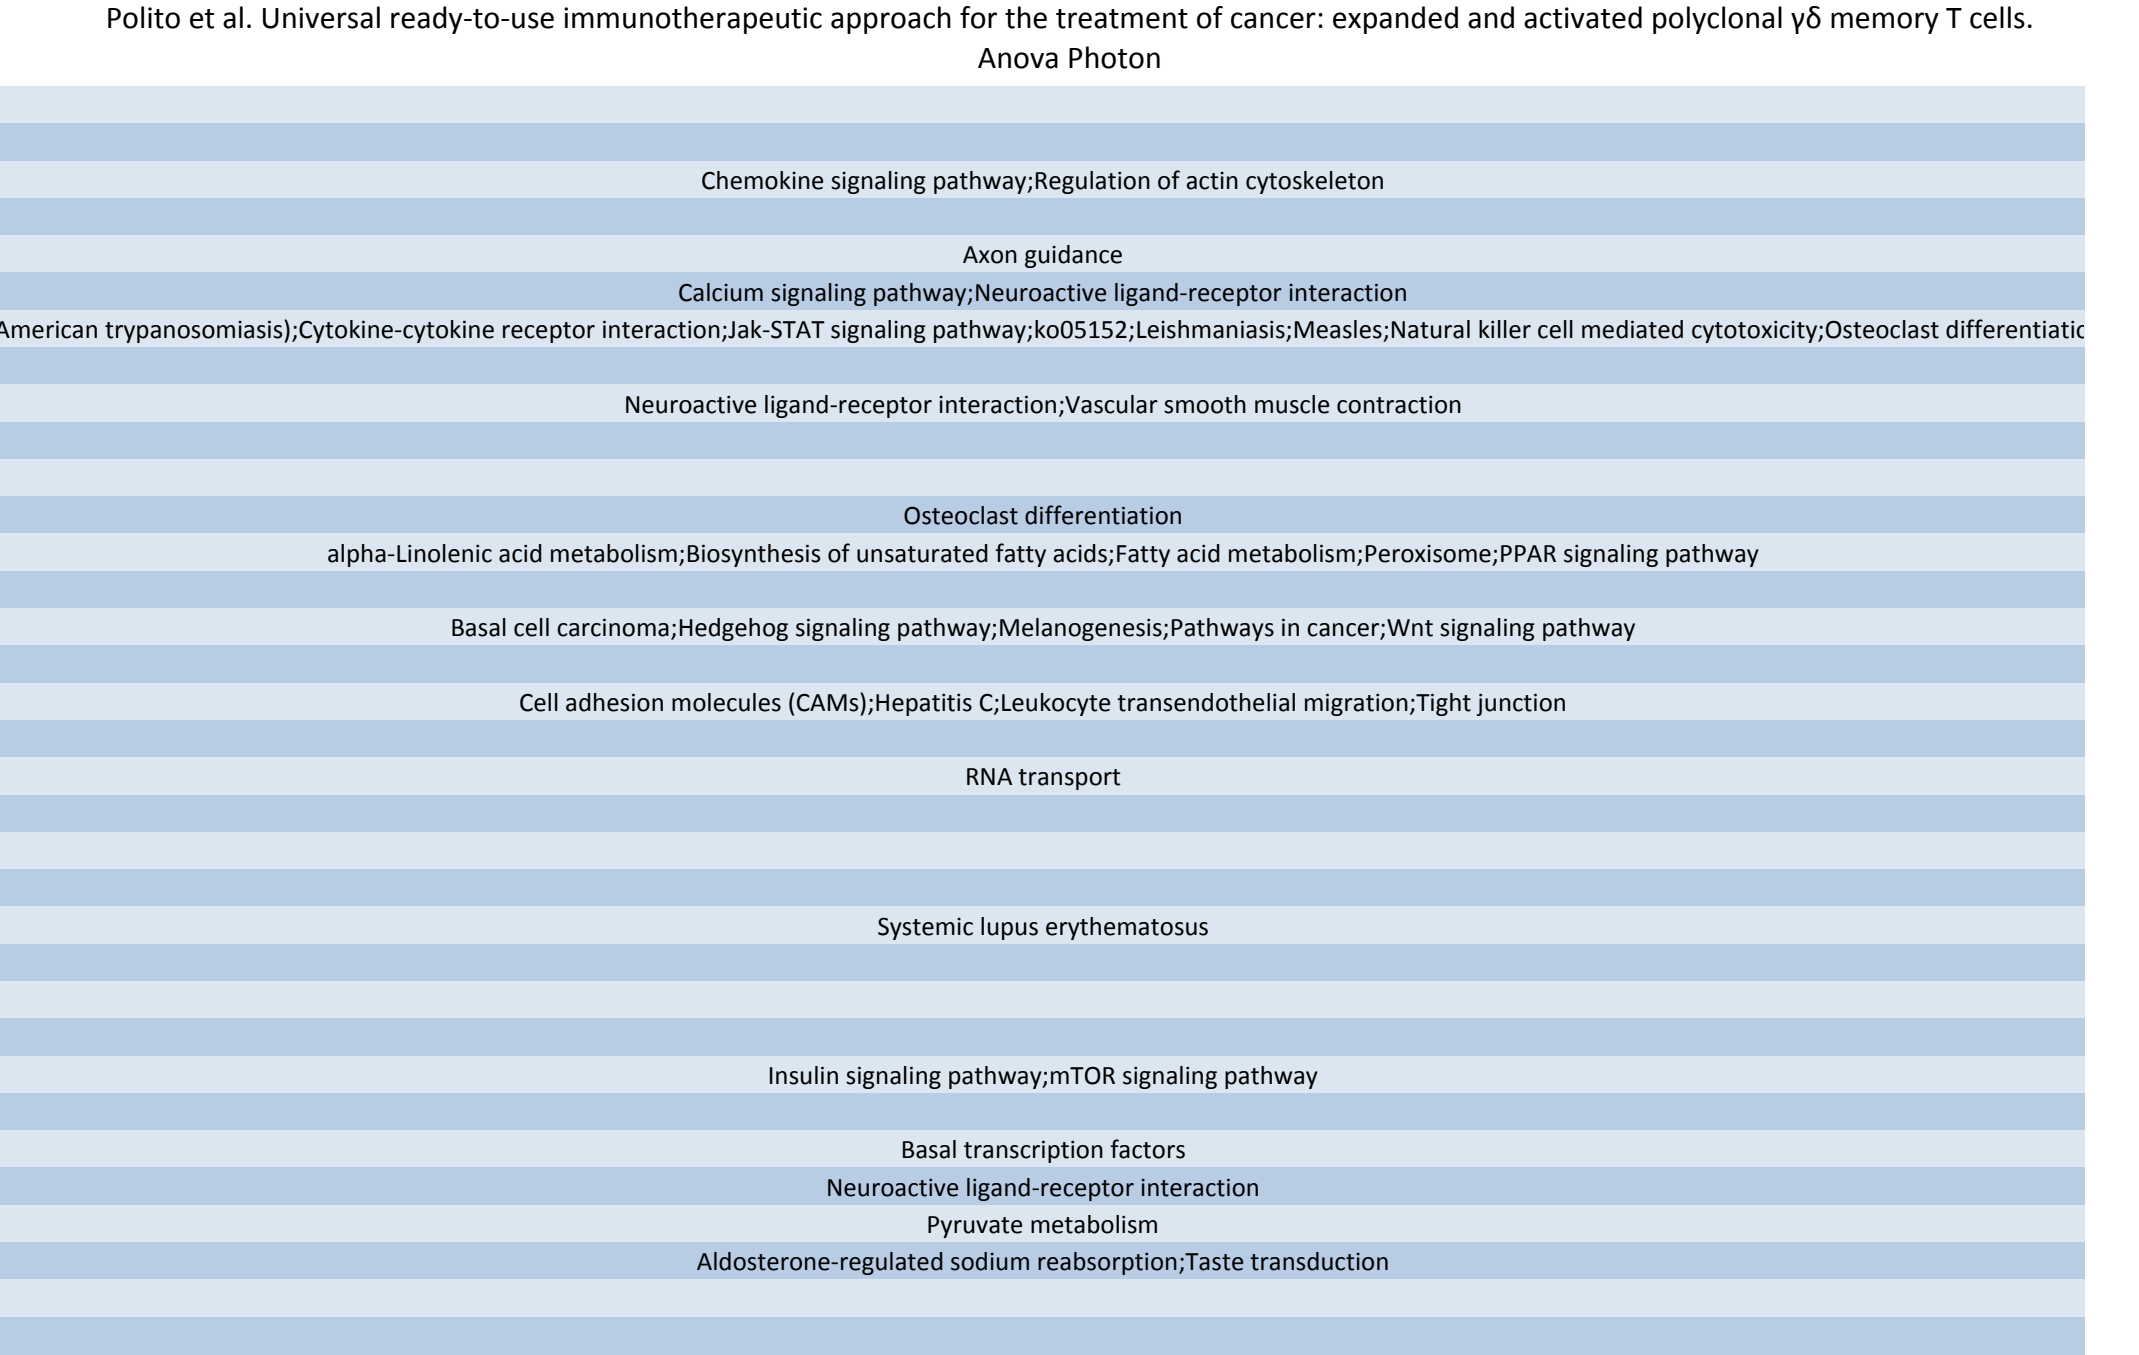 Polito et al. Universal ready-to-use immunotherapeutic approach for the treatment of cancer: expanded and activated polyclonal γδ memory T cells.
Anova Photon
Chemokine signaling pathway;Regulation of actin cytoskeleton
Axon guidance
Calcium signaling pathway;Neuroactive ligand-receptor interaction
American trypanosomiasis);Cytokine-cytokine receptor interaction;Jak-STAT signaling pathway;ko05152;Leishmaniasis;Measles;Natural killer cell mediated cytotoxicity;Osteoclast
Neuroactive ligand-receptor interaction;Vascular smooth muscle contraction
Osteoclast differentiation
alpha-Linolenic acid metabolism;Biosynthesis of unsaturated fatty acids;Fatty acid metabolism;Peroxisome;PPAR signaling pathway
Basal cell carcinoma;Hedgehog signaling pathway;Melanogenesis;Pathways in cancer;Wnt signaling pathway
Cell adhesion molecules (CAMs);Hepatitis C;Leukocyte transendothelial migration;Tight junction
RNA transport
Systemic lupus erythematosus
Insulin signaling pathway;mTOR signaling pathway
Basal transcription factors
Neuroactive ligand-receptor interaction
Pyruvate metabolism
Aldosterone-regulated sodium reabsorption;Taste transduction